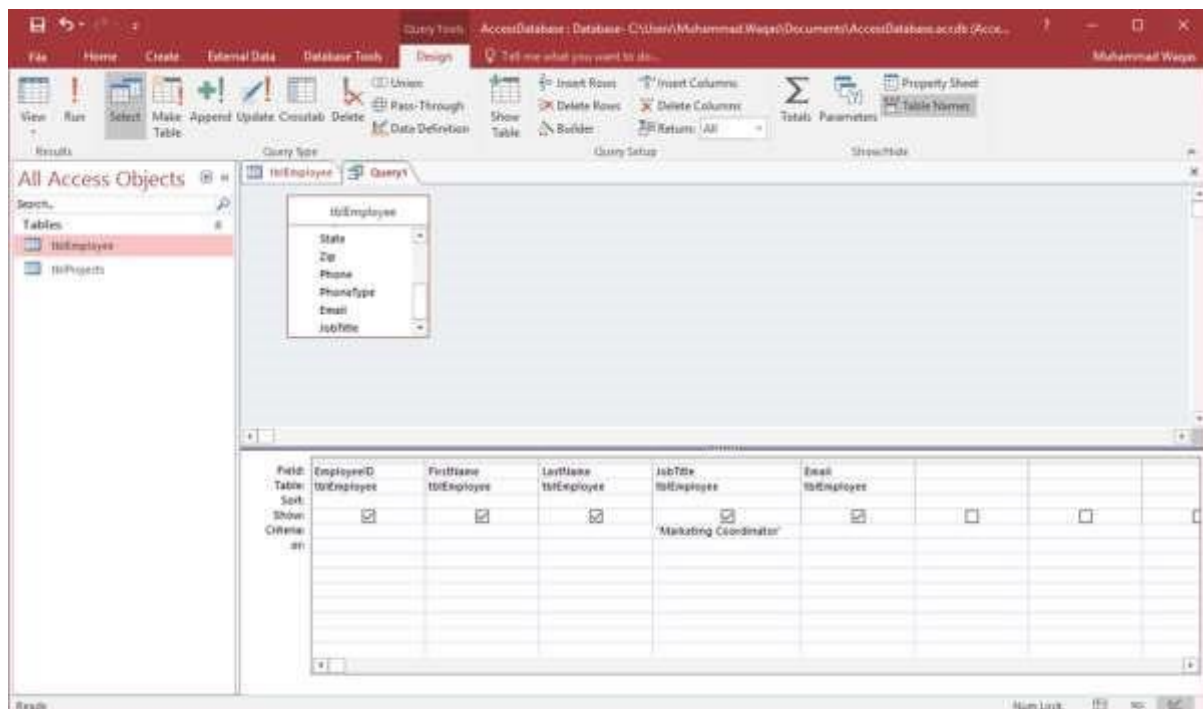 Query Tools
AccessDatabase : Database- C:\Users\Muhammad.Waqas\Documents\AccessDatabase.accdb (Acce...
?
File Home Create External Data Database Tools Design Tell me what you want to do...
Muhammad Waqas
View
Run
Select
Make Table
Append
Update
Crosstab
Delete
Union
Pass-Through
Data Definition
Show Table
Insert Rows
Delete Rows
Builder
Insert Columns
Delete Columns
Return: All
Totals
Parameters
Property Sheet
Table Names
Results
Query Type
Query Setup
Show/Hide
All Access Objects
Search..
Tables
tblEmployee
tblProjects
tblEmployee
Query1
tblEmployee
State
Zip
Phone
PhoneType
Email
JobTitle
Field: EmployeeID FirstName LastName JobTitle Email
Table: tblEmployee tblEmployee tblEmployee tblEmployee tblEmployee
Sort:
Show:
Criteria: "Marketing Coordinator"
or:
Ready
Num Lock